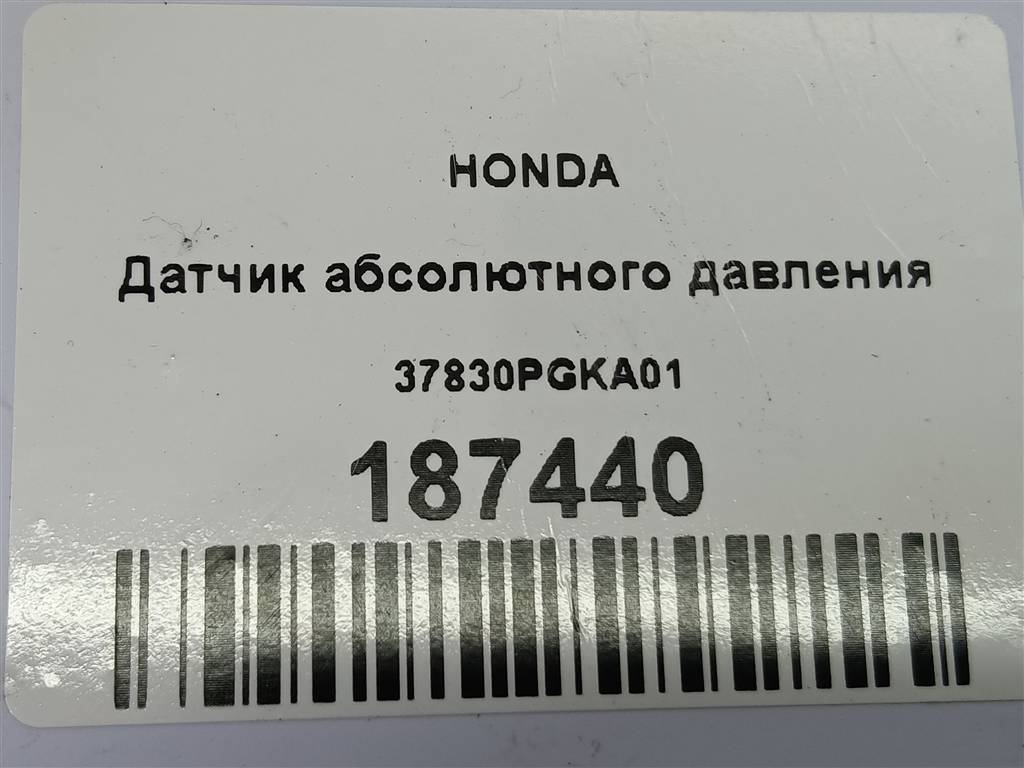 HONDA
Датчик абсолютного давления
37830PGKA01
187440